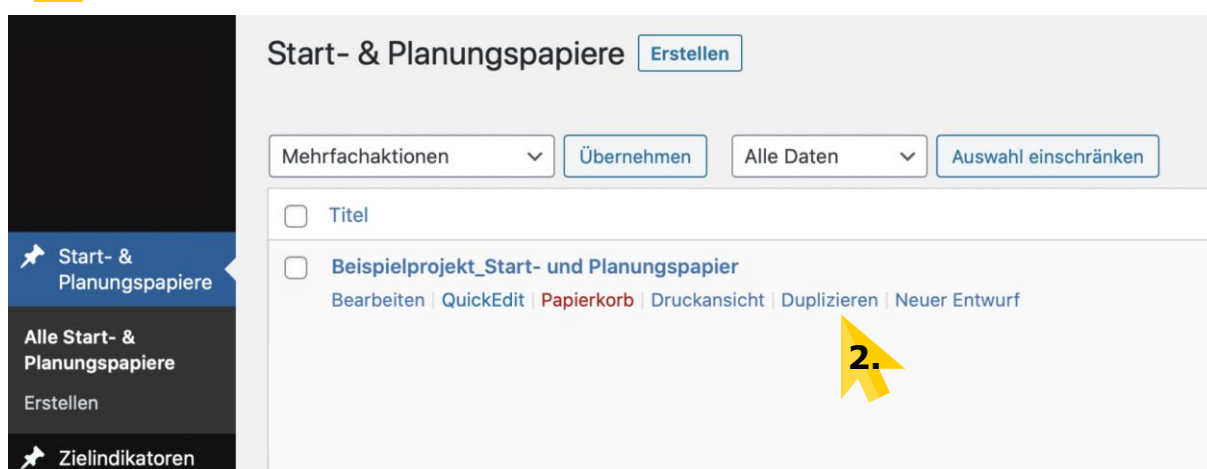 Start- & Planungspapiere Erstellen
Mehrfachaktionen Übernehmen Alle Daten Auswahl einschränken
Titel
Start- &
Planungspapiere
Beispielprojekt_Start- und Planungspapier
Bearbeiten | QuickEdit | Papierkorb | Druckansicht | Duplizieren | Neuer Entwurf
2.
Alle Start- &
Planungspapiere
Erstellen
Zielindikatoren